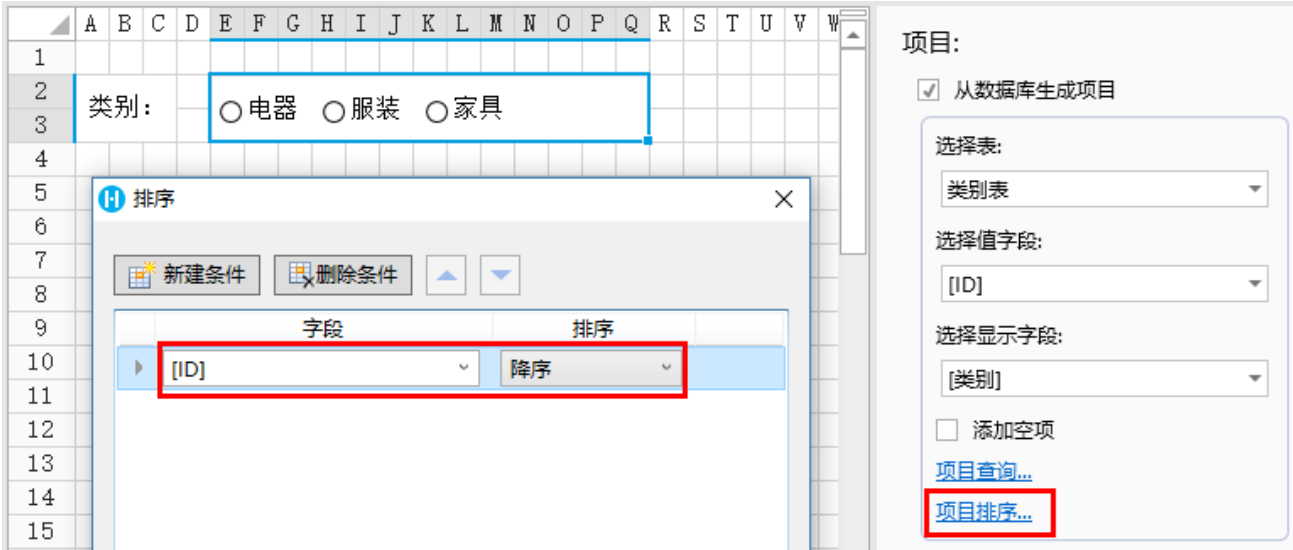 A B C D E F G H I J K L M N O P Q R S T U V W
1
2
3
4
5
6
7
8
9
10
11
12
13
14
15
类别：
电器 服装 家具
排序
新建条件 删除条件
字段 排序
[ID] 降序
项目:
从数据库生成项目
选择表:
类别表
选择值字段:
[ID]
选择显示字段:
[类别]
添加空项
项目查询...
项目排序...